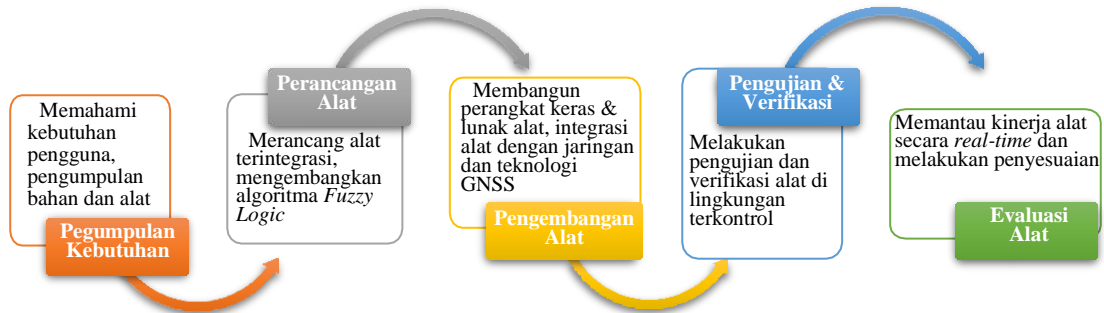 Memahami
kebutuhan
pengguna,
pengumpulan
bahan dan alat
Pegumpulan
Kebutuhan
Perancangan
Alat
Merancang alat
terintegrasi,
mengembangkan
algoritma Fuzzy
Logic
Membangun
perangkat keras &
lunak alat, integrasi
alat dengan jaringan
dan teknologi
GNSS
Pengembangan
Alat
Pengujian &
Verifikasi
Melakukan
pengujian dan
verifikasi alat di
lingkungan
terkontrol
Memantau kinerja alat
secara real-time dan
melakukan penyesuaian
Evaluasi
Alat